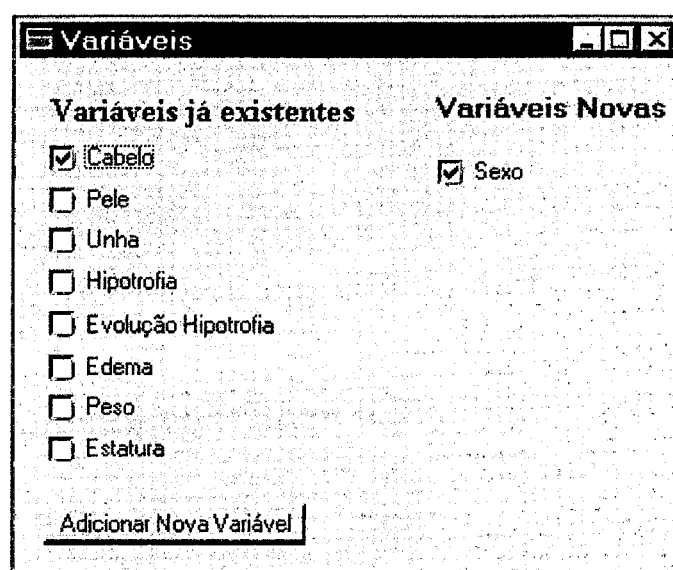 Variáveis
Variáveis já existentes
Cabelo
Pele
Unha
Hipotrofia
Evolução Hipotrofia
Edema
Peso
Estatura
Adicionar Nova Variável
Variáveis Novas
Sexo